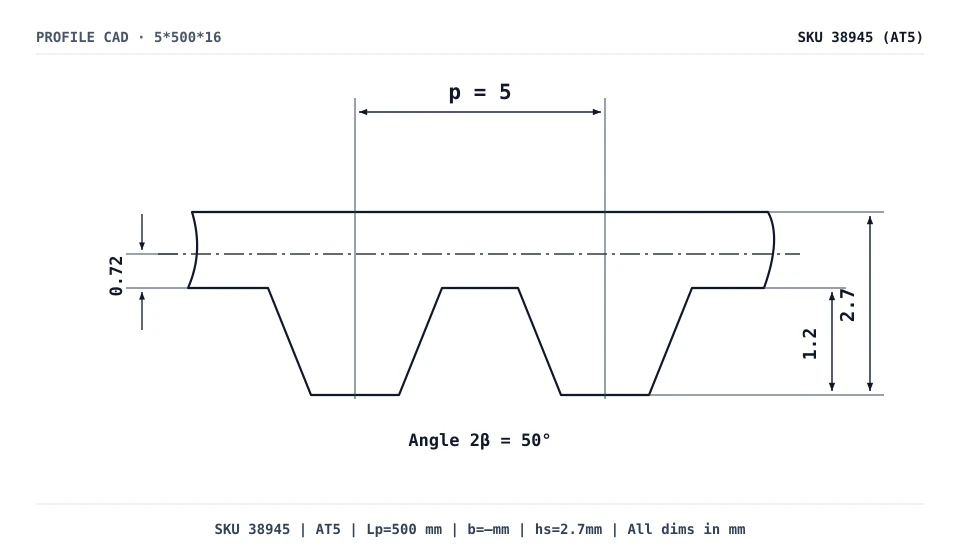 PROFILE CAD · 5*500*16
SKU 38945 (AT5)
p = 5
0.72
2.7
1.2
Angle 2β = 50°
SKU 38945 | AT5 | Lp=500 mm | b=—mm | hs=2.7mm | All dims in mm